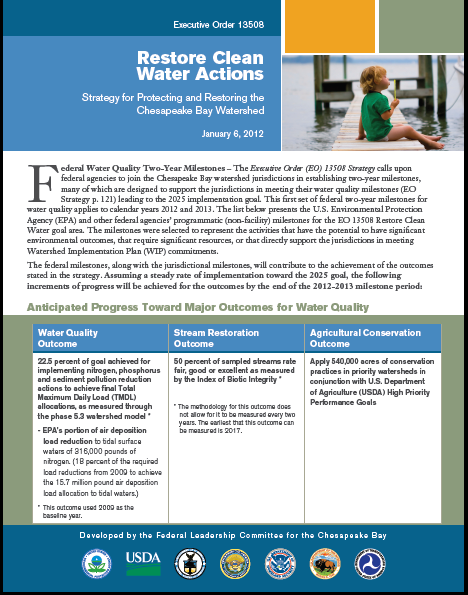 Executive Order 13508
Restore Clean
Water Actions
Strategy for Protecting and Restoring the
Chesapeake Bay Watershed
January 6, 2012
Federal Water Quality Two-Year Milestones – The Executive Order (EO) 13508 Strategy calls upon
federal agencies to join the Chesapeake Bay watershed jurisdictions in establishing two-year milestones,
many of which are designed to support the jurisdictions in meeting their water quality milestones (EO
Strategy p. 121) leading to the 2025 implementation goal. This first set of federal two-year milestones for
water quality applies to calendar years 2012 and 2013. The list below presents the U.S. Environmental Protection
Agency (EPA) and other federal agencies' programmatic (non-facility) milestones for the EO 13508 Restore Clean
Water goal area. The milestones were selected to represent the activities that have the potential to have significant
environmental outcomes, that require significant resources, or that directly support the jurisdictions in meeting
Watershed Implementation Plan (WIP) commitments.
The federal milestones, along with the jurisdictional milestones, will contribute to the achievement of the outcomes
stated in the strategy. Assuming a steady rate of implementation toward the 2025 goal, the following
increments of progress will be achieved for the outcomes by the end of the 2012-2013 milestone period:
Anticipated Progress Toward Major Outcomes for Water Quality
Water Quality
Outcome
22.5 percent of goal achieved for
implementing nitrogen, phosphorus
and sediment pollution reduction
actions to achieve final Total
Maximum Daily Load (TMDL)
allocations, as measured through
the phase 5.3 watershed model *
- EPA's portion of air deposition
load reduction to tidal surface
waters of 316,000 pounds of
nitrogen. (18 percent of the required
load reductions from 2009 to achieve
the 15.7 million pound air deposition
load allocation to tidal waters.)
* This outcome used 2009 as the
baseline year.
Stream Restoration
Outcome
50 percent of sampled streams rate
fair, good or excellent as measured
by the Index of Biotic Integrity *
* The methodology for this outcome does
not allow for it to be measured every two
years. The earliest that this outcome can
be measured is 2017.
Agricultural Conservation
Outcome
Apply 540,000 acres of conservation
practices in priority watersheds in
conjunction with U.S. Department
of Agriculture (USDA) High Priority
Performance Goals
Developed by the Federal Leadership Committee for the Chesapeake Bay
USDA